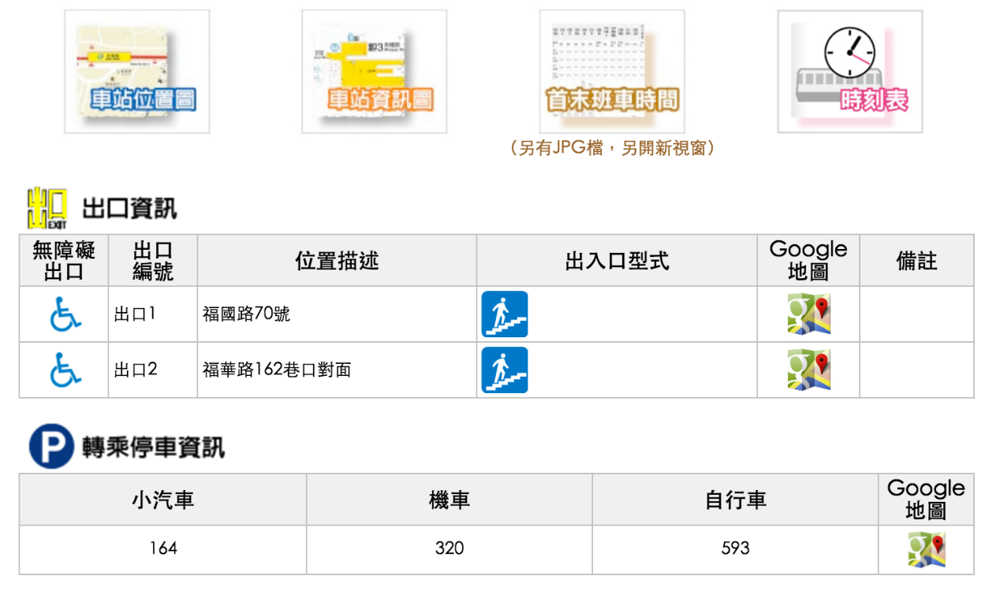 車站位置圖
車站資訊圖
首末班車時間
時刻表
（另有JPG檔，另開新視窗）
出口 EXIT 出口資訊
無障礙出口 出口編號 位置描述 出入口型式 Google地圖 備註
出口1 福國路70號
出口2 福華路162巷口對面
P 轉乘停車資訊
小汽車 機車 自行車 Google地圖
164 320 593